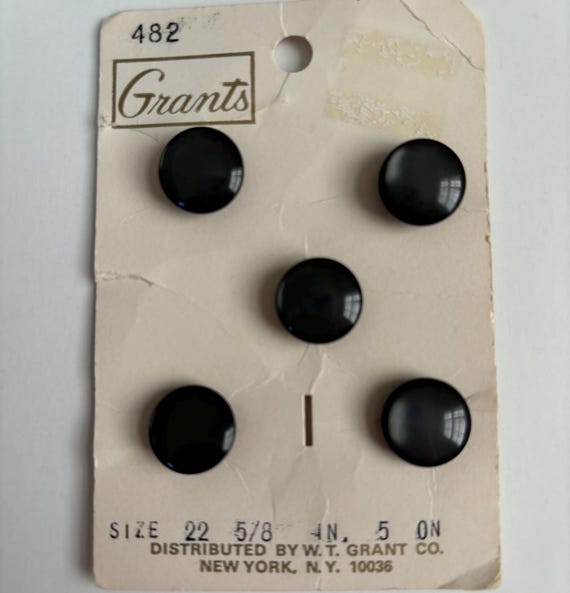 482
Grants
SIZE 22 5/8 IN. 5 ON
DISTRIBUTED BY W. T. GRANT CO.
NEW YORK, N. Y. 10036